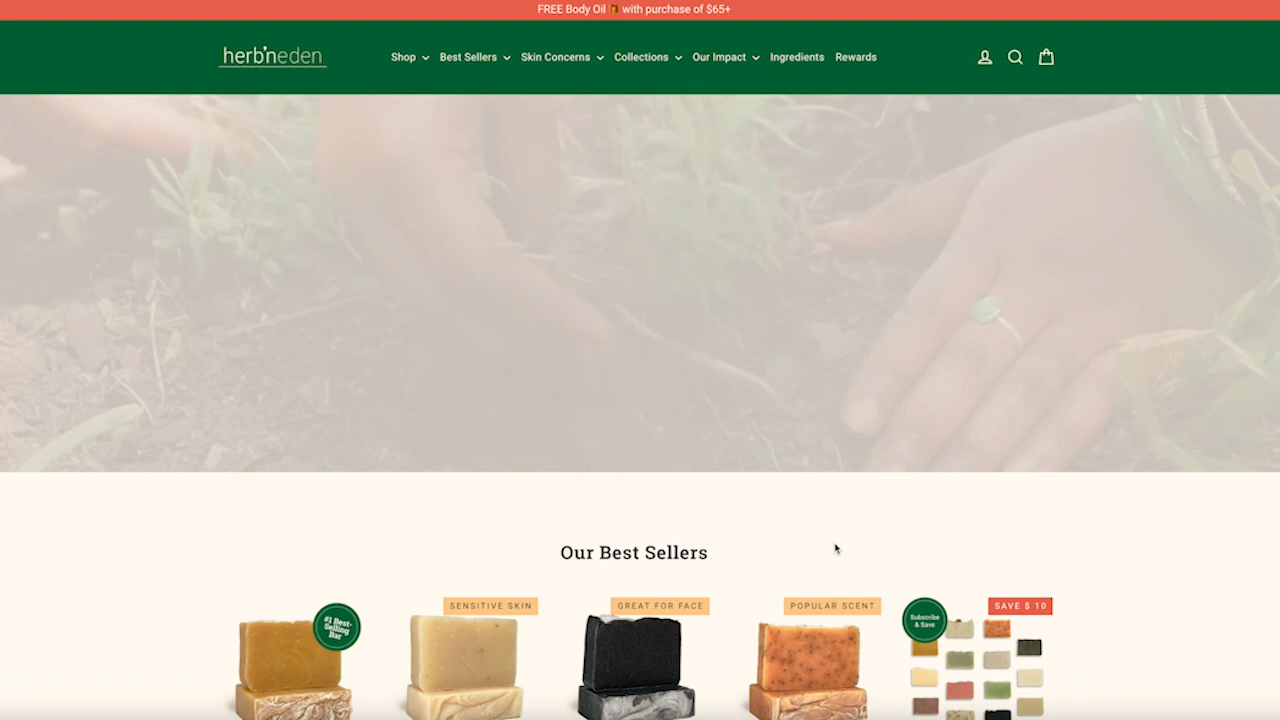 FREE Body Oil 🎁 with purchase of $65+
herb'neden
Shop
Best Sellers
Skin Concerns
Collections
Our Impact
Ingredients
Rewards
Our Best Sellers
#1 Best-
Selling
Bar
SENSITIVE SKIN
GREAT FOR FACE
POPULAR SCENT
Subscribe
& Save
SAVE $ 10